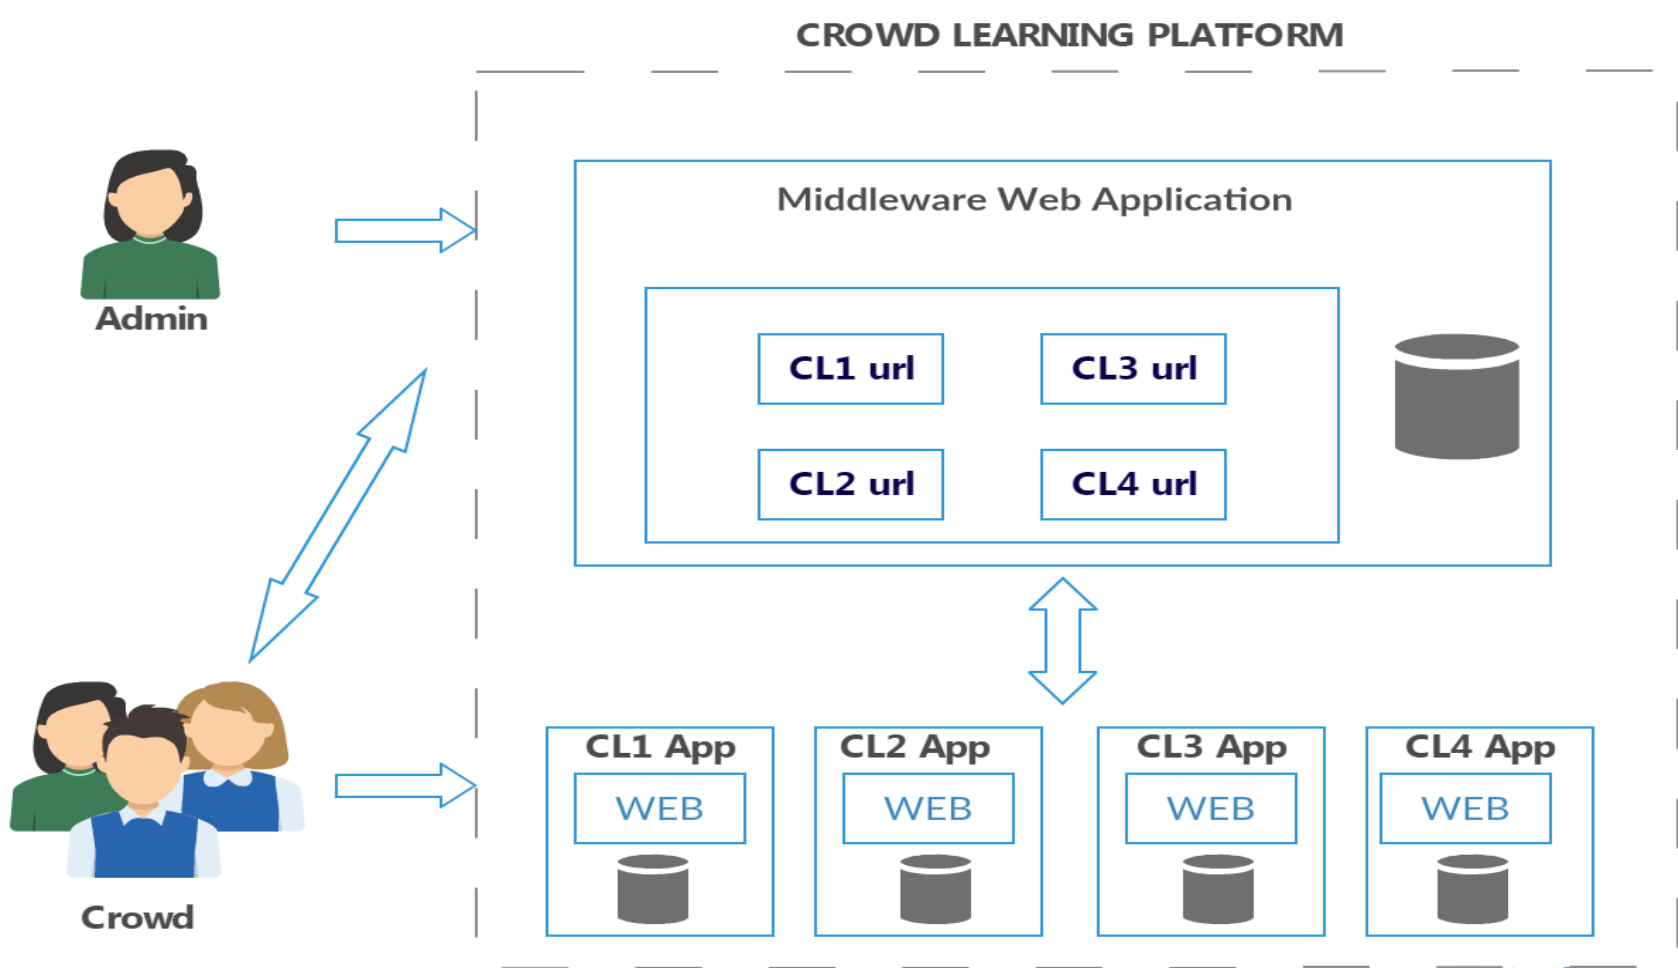 CROWD LEARNING PLATFORM
Middleware Web Application
Admin
CL1 url
CL3 url
CL2 url
CL4 url
CL1 App
CL2 App
CL3 App
CL4 App
WEB
WEB
WEB
WEB
Crowd